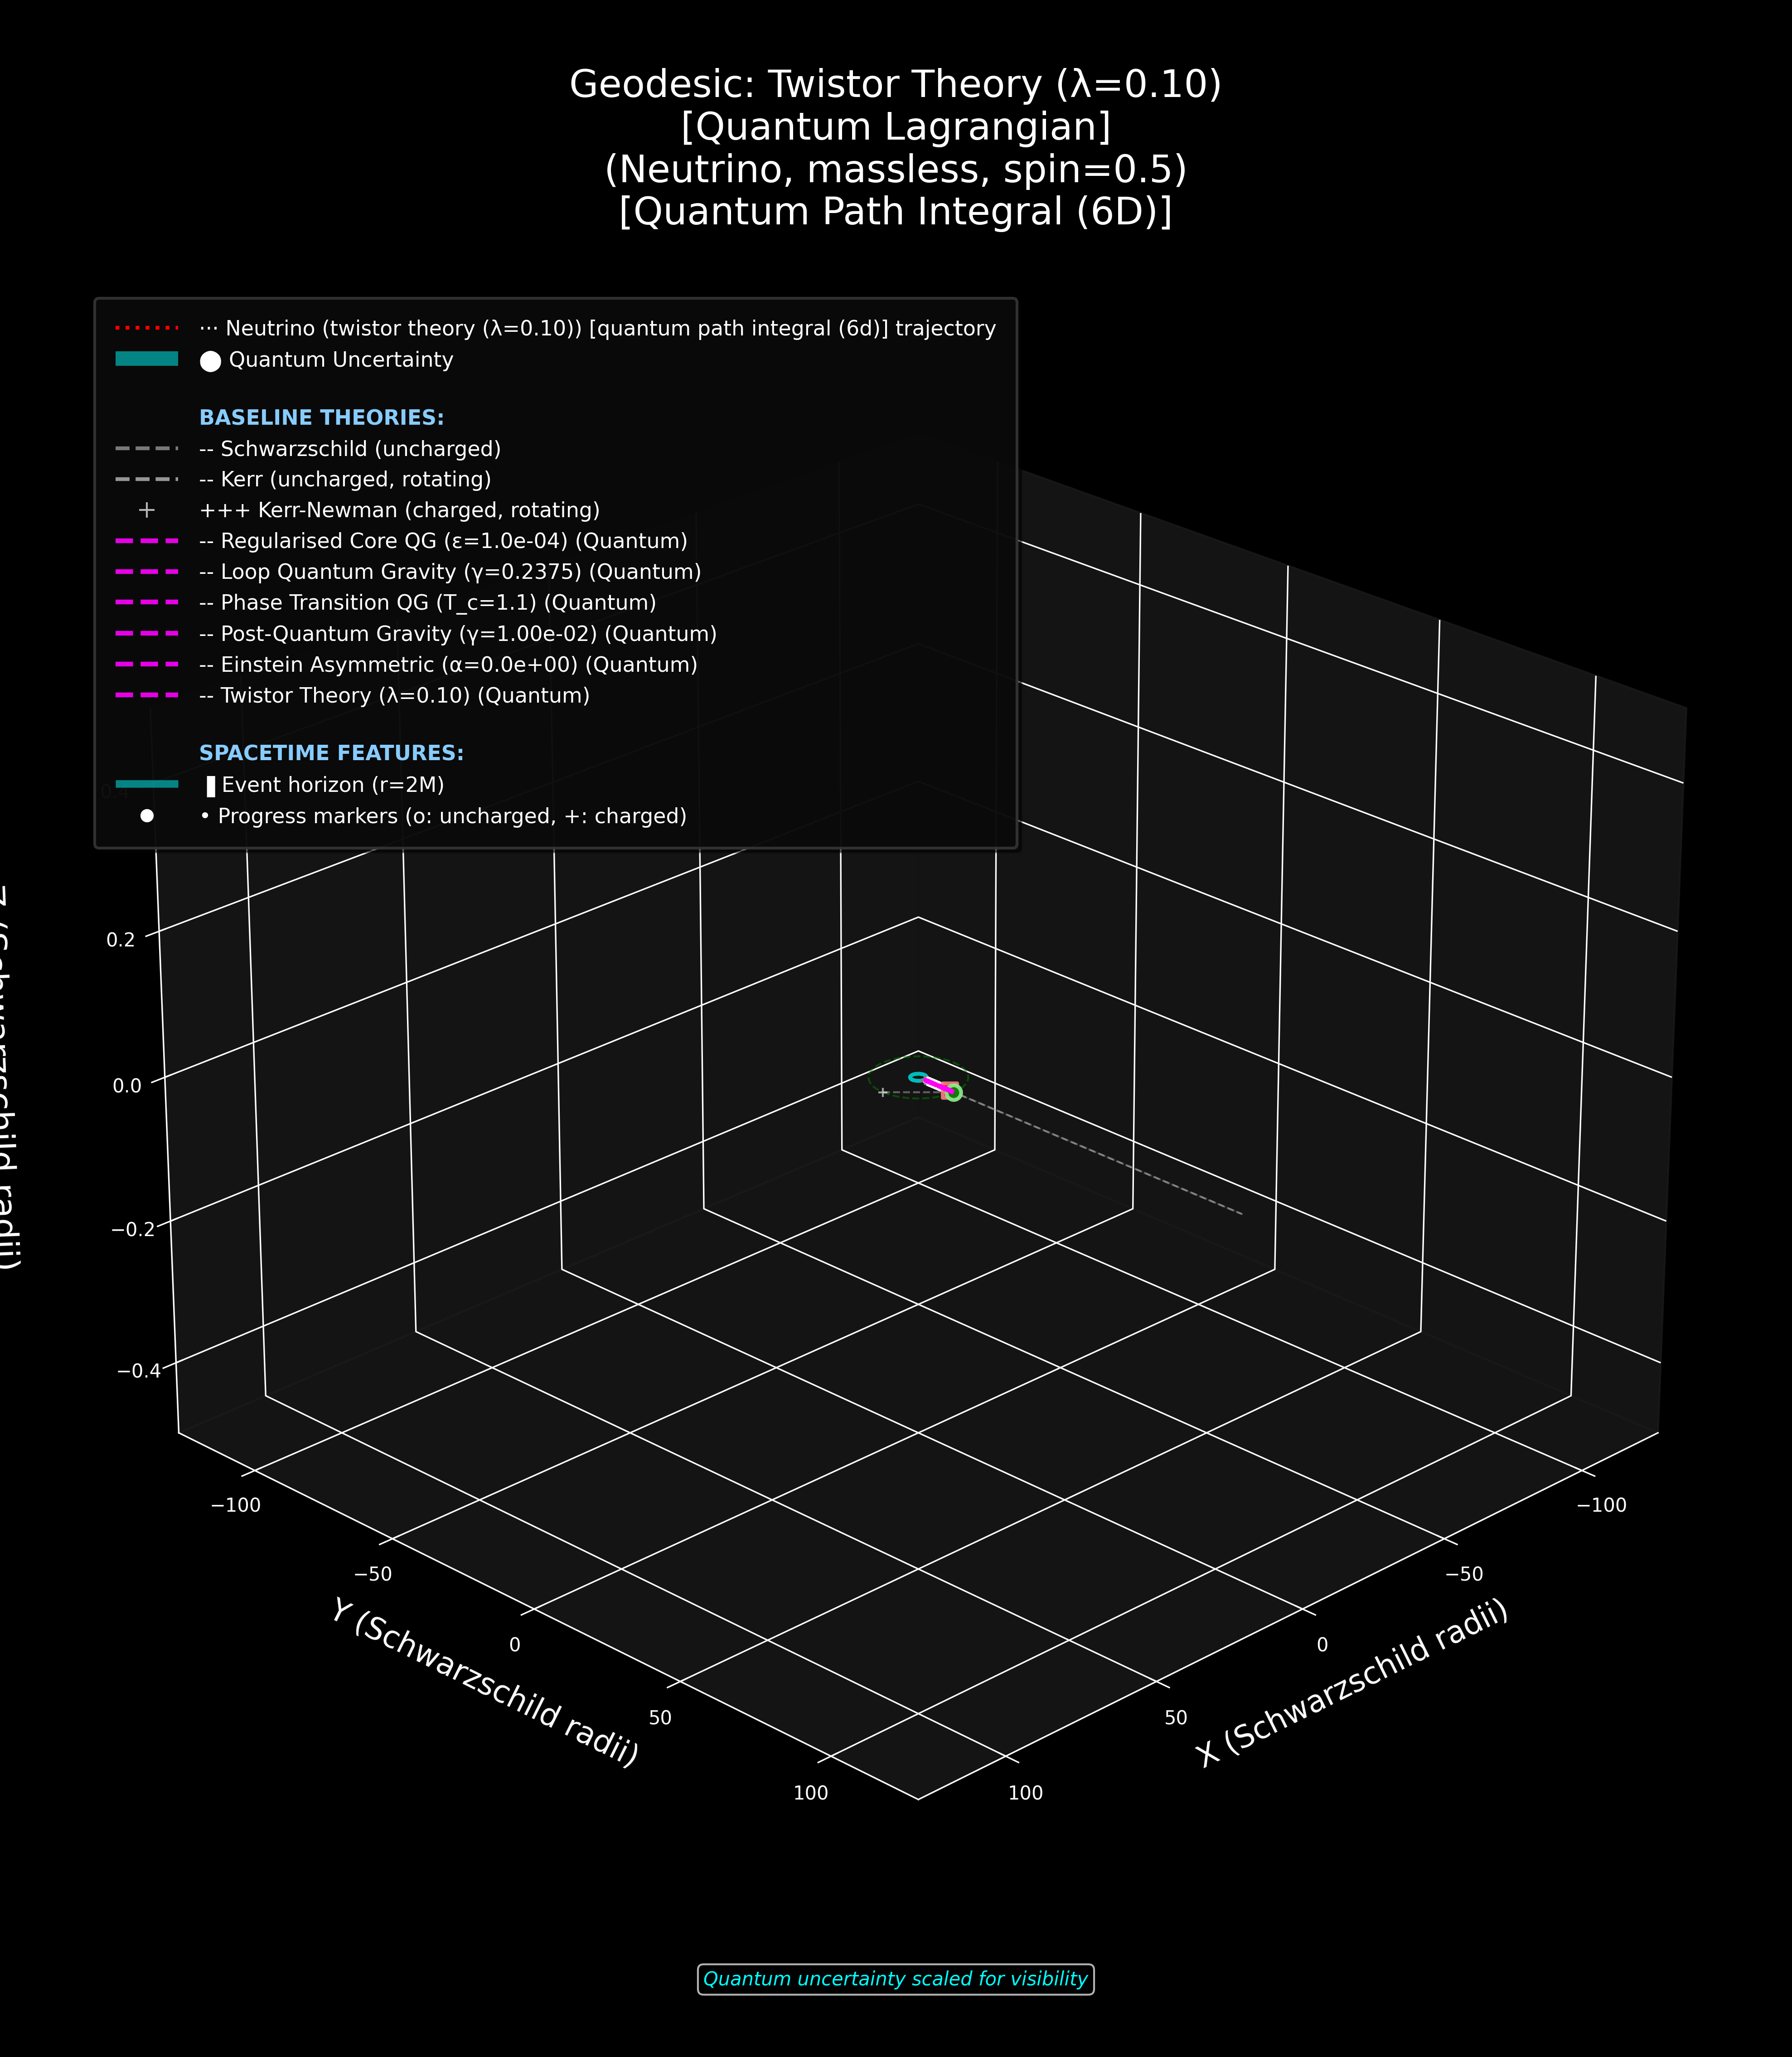 Geodesic: Twistor Theory (λ=0.10)
[Quantum Lagrangian]
(Neutrino, massless, spin=0.5)
[Quantum Path Integral (6D)]
··· Neutrino (twistor theory (λ=0.10)) [quantum path integral (6d)] trajectory
● Quantum Uncertainty
BASELINE THEORIES:
-- Schwarzschild (uncharged)
-- Kerr (uncharged, rotating)
+++ Kerr-Newman (charged, rotating)
-- Regularised Core QG (ε=1.0e-04) (Quantum)
-- Loop Quantum Gravity (γ=0.2375) (Quantum)
-- Phase Transition QG (T_c=1.1) (Quantum)
-- Post-Quantum Gravity (γ=1.00e-02) (Quantum)
-- Einstein Asymmetric (α=0.0e+00) (Quantum)
-- Twistor Theory (λ=0.10) (Quantum)
SPACETIME FEATURES:
▐ Event horizon (r=2M)
• Progress markers (o: uncharged, +: charged)
0.4
0.2
0.0
−0.2
−0.4
Z (Schwarzschild radii)
−100
−50
0
50
100
Y (Schwarzschild radii)
−100
−50
0
50
100
X (Schwarzschild radii)
Quantum uncertainty scaled for visibility